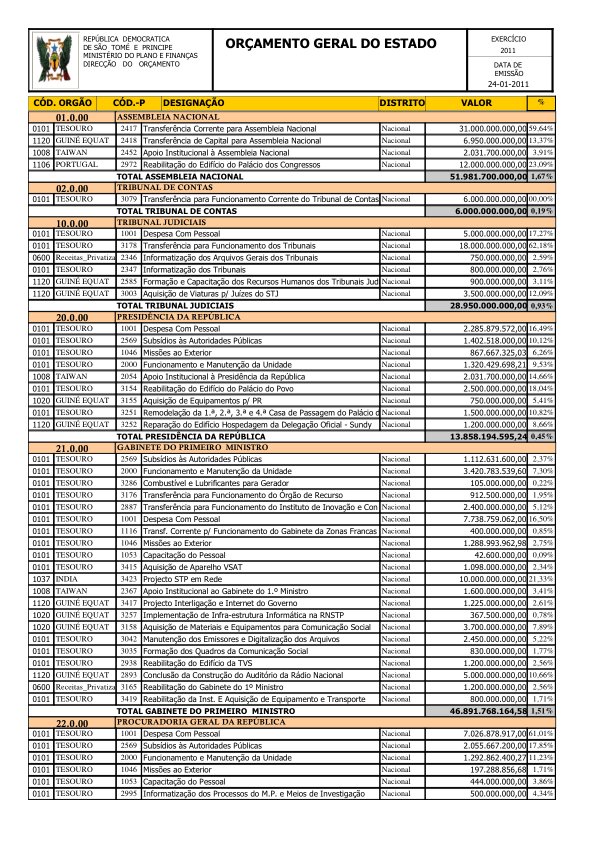 REPÚBLICA DEMOCRATICA
DE SÃO TOMÉ E PRINCIPE
MINISTÉRIO DO PLANO E FINANÇAS
DIRECÇÃO DO ORÇAMENTO
ORÇAMENTO GERAL DO ESTADO
EXERCÍCIO
2011
DATA DE
EMISSÃO
24-01-2011
CÓD. ORGÃO CÓD.-P DESIGNAÇÃO DISTRITO VALOR %
01.0.00 ASSEMBLEIA NACIONAL
0101 TESOURO 2417 Transferência Corrente para Assembleia Nacional Nacional 31.000.000.000,00 59,64%
1120 GUINÉ EQUAT 2418 Transferência de Capital para Assembleia Nacional Nacional 6.950.000.000,00 13,37%
1008 TAIWAN 2452 Apoio Institucional à Assembleia Nacional Nacional 2.031.700.000,00 3,91%
1106 PORTUGAL 2972 Reabilitação do Edifício do Palácio dos Congressos Nacional 12.000.000.000,00 23,09%
TOTAL ASSEMBLEIA NACIONAL 51.981.700.000,00 1,67%
02.0.00 TRIBUNAL DE CONTAS
0101 TESOURO 3079 Transferência para Funcionamento Corrente do Tribunal de Contas Nacional 6.000.000.000,00 00,00%
TOTAL TRIBUNAL DE CONTAS 6.000.000.000,00 0,19%
10.0.00 TRIBUNAL JUDICIAIS
0101 TESOURO 1001 Despesa Com Pessoal Nacional 5.000.000.000,00 17,27%
0101 TESOURO 3178 Transferência para Funcionamento dos Tribunais Nacional 18.000.000.000,00 62,18%
0600 Receitas_Privatiza 2346 Informatização dos Arquivos Gerais dos Tribunais Nacional 750.000.000,00 2,59%
0101 TESOURO 2347 Informatização dos Tribunais Nacional 800.000.000,00 2,76%
1120 GUINÉ EQUAT 2585 Formação e Capacitação dos Recursos Humanos dos Tribunais Jud Nacional 900.000.000,00 3,11%
1120 GUINÉ EQUAT 3003 Aquisição de Viaturas p/ Juízes do STJ Nacional 3.500.000.000,00 12,09%
TOTAL TRIBUNAL JUDICIAIS 28.950.000.000,00 0,93%
20.0.00 PRESIDÊNCIA DA REPÚBLICA
0101 TESOURO 1001 Despesa Com Pessoal Nacional 2.285.879.572,00 16,49%
0101 TESOURO 2569 Subsídios às Autoridades Públicas Nacional 1.402.518.000,00 10,12%
0101 TESOURO 1046 Missões ao Exterior Nacional 867.667.325,03 6,26%
0101 TESOURO 2000 Funcionamento e Manutenção da Unidade Nacional 1.320.429.698,21 9,53%
1008 TAIWAN 2054 Apoio Institucional à Presidência da República Nacional 2.031.700.000,00 14,66%
0101 TESOURO 3154 Reabilitação do Edifício do Palácio do Povo Nacional 2.500.000.000,00 18,04%
1020 GUINÉ EQUAT 3155 Aquisição de Equipamentos p/ PR Nacional 750.000.000,00 5,41%
0101 TESOURO 3251 Remodelação da 1.ª, 2.ª, 3.ª e 4.ª Casa de Passagem do Palácio d Nacional 1.500.000.000,00 10,82%
1120 GUINÉ EQUAT 3252 Reparação do Edifício Hospedagem da Delegação Oficial - Sundy Nacional 1.200.000.000,00 8,66%
TOTAL PRESIDÊNCIA DA REPÚBLICA 13.858.194.595,24 0,45%
21.0.00 GABINETE DO PRIMEIRO MINISTRO
0101 TESOURO 2569 Subsídios às Autoridades Públicas Nacional 1.112.631.600,00 2,37%
0101 TESOURO 2000 Funcionamento e Manutenção da Unidade Nacional 3.420.783.539,60 7,30%
0101 TESOURO 3286 Combustível e Lubrificantes para Gerador Nacional 105.000.000,00 0,22%
0101 TESOURO 3176 Transferência para Funcionamento do Órgão de Recurso Nacional 912.500.000,00 1,95%
0101 TESOURO 2887 Transferência para Funcionamento do Instituto de Inovação e Con Nacional 2.400.000.000,00 5,12%
0101 TESOURO 1001 Despesa Com Pessoal Nacional 7.738.759.062,00 16,50%
0101 TESOURO 1116 Transf. Corrente p/ Funcionamento do Gabinete da Zonas Francas Nacional 400.000.000,00 0,85%
0101 TESOURO 1046 Missões ao Exterior Nacional 1.288.993.962,98 2,75%
0101 TESOURO 1053 Capacitação do Pessoal Nacional 42.600.000,00 0,09%
0101 TESOURO 3415 Aquisição de Aparelho VSAT Nacional 1.098.000.000,00 2,34%
1037 INDIA 3423 Projecto STP em Rede Nacional 10.000.000.000,00 21,33%
1008 TAIWAN 2367 Apoio Institucional ao Gabinete do 1.º Ministro Nacional 1.600.000.000,00 3,41%
1120 GUINÉ EQUAT 3417 Projecto Interligação e Internet do Governo Nacional 1.225.000.000,00 2,61%
1020 GUINÉ EQUAT 3257 Implementação de Infra-estrutura Informática na RNSTP Nacional 367.500.000,00 0,78%
1020 GUINÉ EQUAT 3158 Aquisição de Materiais e Equipamentos para Comunicação Social Nacional 3.700.000.000,00 7,89%
0101 TESOURO 3042 Manutenção dos Emissores e Digitalização dos Arquivos Nacional 2.450.000.000,00 5,22%
0101 TESOURO 3035 Formação dos Quadros da Comunicação Social Nacional 830.000.000,00 1,77%
0101 TESOURO 2938 Reabilitação do Edifício da TVS Nacional 1.200.000.000,00 2,56%
1120 GUINÉ EQUAT 2893 Conclusão da Construção do Auditório da Rádio Nacional Nacional 5.000.000.000,00 10,66%
0600 Receitas_Privatiza 3165 Reabilitação do Gabinete do 1º Ministro Nacional 1.200.000.000,00 2,56%
0101 TESOURO 3419 Reabilitação da Inst. E Aquisição de Equipamento e Transporte Nacional 800.000.000,00 1,71%
TOTAL GABINETE DO PRIMEIRO MINISTRO 46.891.768.164,58 1,51%
22.0.00 PROCURADORIA GERAL DA REPÚBLICA
0101 TESOURO 1001 Despesa Com Pessoal Nacional 7.026.878.917,00 61,01%
0101 TESOURO 2569 Subsídios às Autoridades Públicas Nacional 2.055.667.200,00 17,85%
0101 TESOURO 2000 Funcionamento e Manutenção da Unidade Nacional 1.292.862.400,27 11,23%
0101 TESOURO 1046 Missões ao Exterior Nacional 197.288.856,68 1,71%
0101 TESOURO 1053 Capacitação do Pessoal Nacional 444.000.000,00 3,86%
0101 TESOURO 2995 Informatização dos Processos do M.P. e Meios de Investigação Nacional 500.000.000,00 4,34%